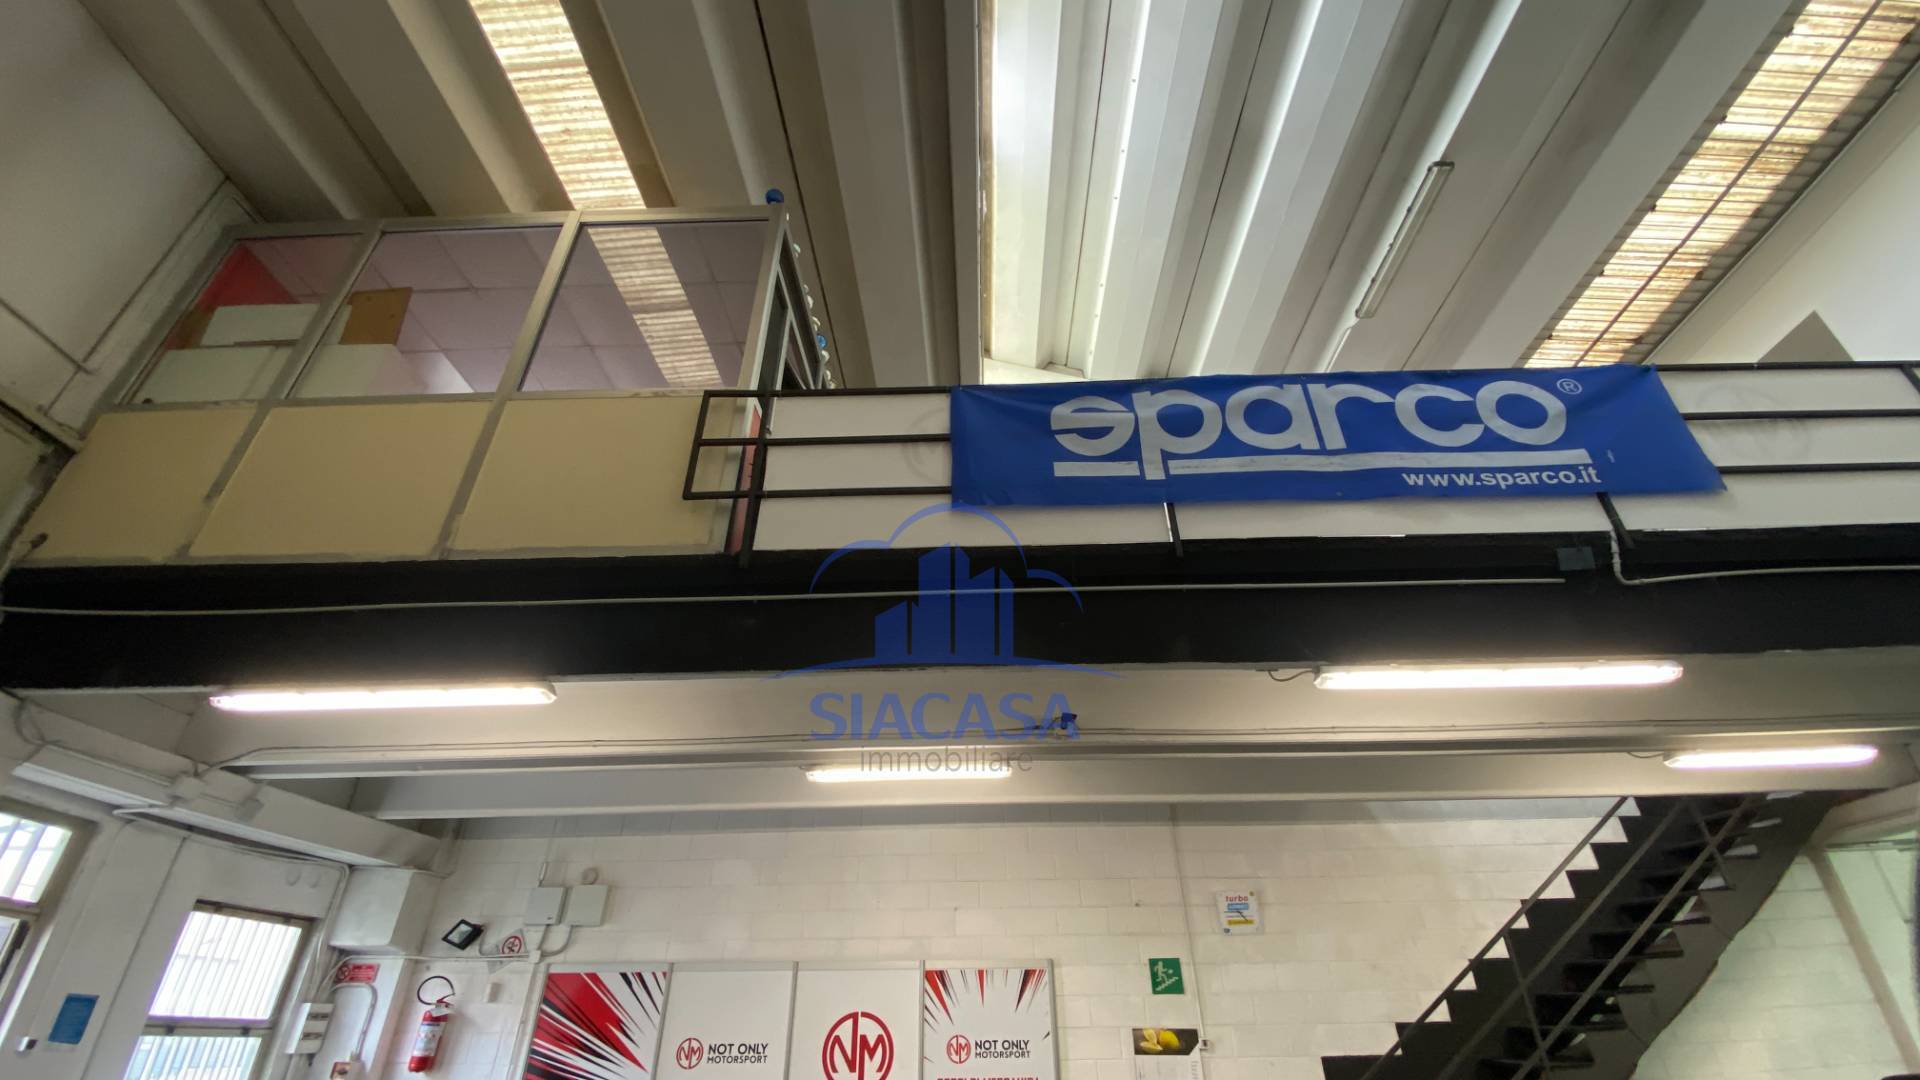 sparco®
www.sparco.it
SIACASA
immobiliare
turbo
NOT ONLY
MOTORSPORT
NM
NOT ONLY
MOTORSPORT